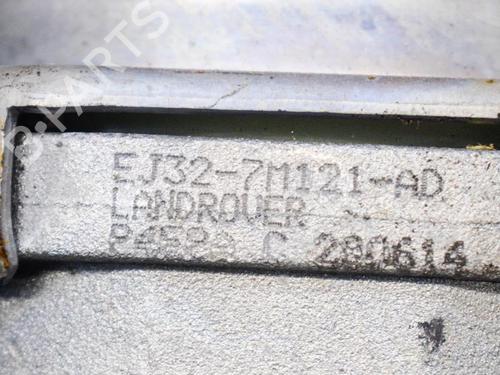 B-PARTS
EJ32-7M121-AD
LANDROVER
C 280614